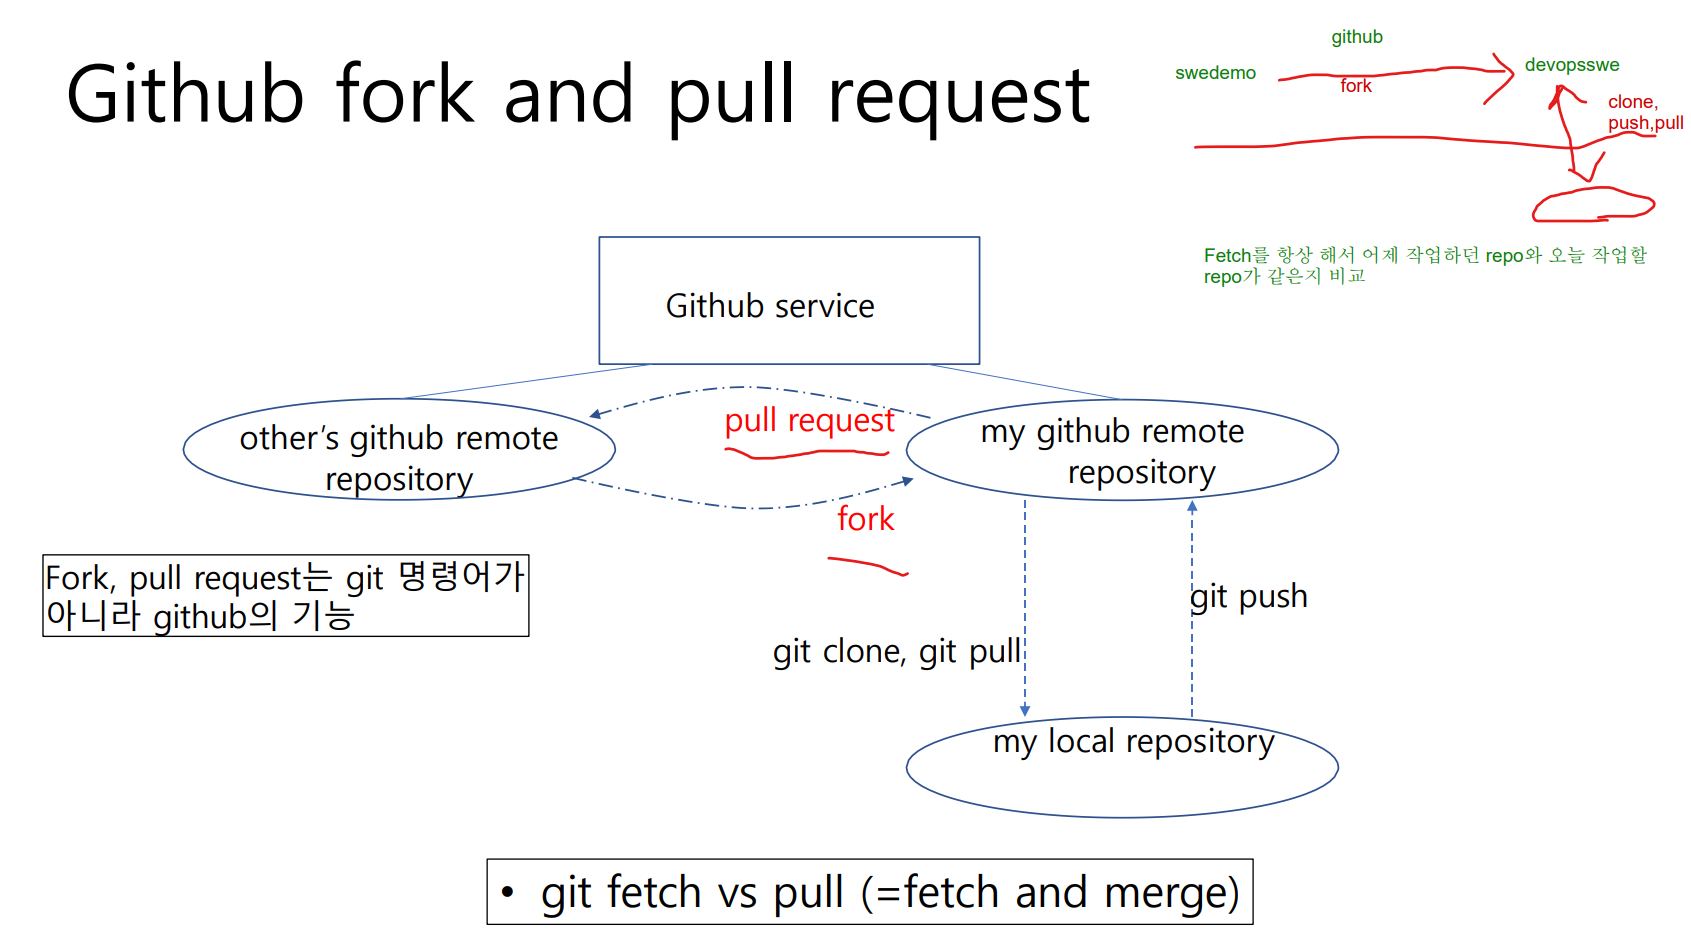 Github fork and pull request
github
swedemo
fork
devopsswe
clone,
push,pull
Fetch를 항상 해서 어제 작업하던 repo와 오늘 작업할
repo가 같은지 비교
Github service
other's github remote
repository
pull request
fork
my github remote
repository
Fork, pull request는 git 명령어가
아니라 github의 기능
git push
git clone, git pull
my local repository
• git fetch vs pull (=fetch and merge)